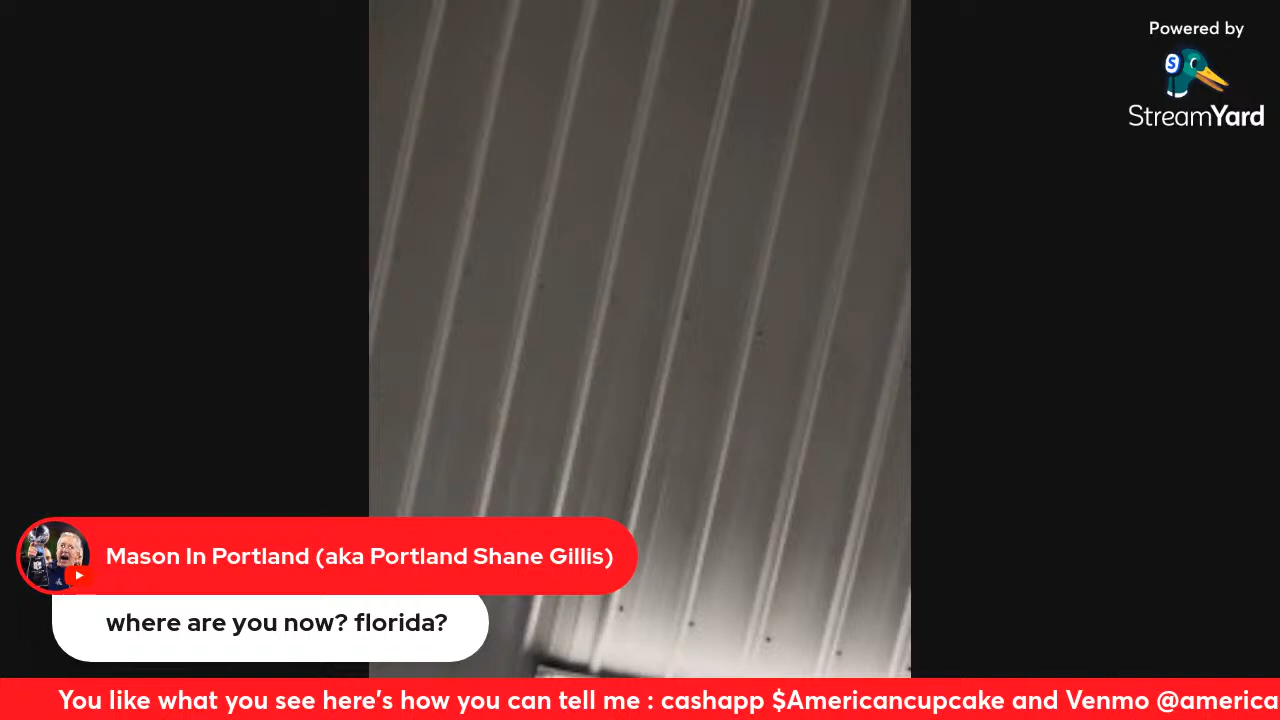 Powered by
StreamYard
Mason In Portland (aka Portland Shane Gillis)
where are you now? florida?
You like what you see here's how you can tell me : cashapp $Americancupcake and Venmo @america